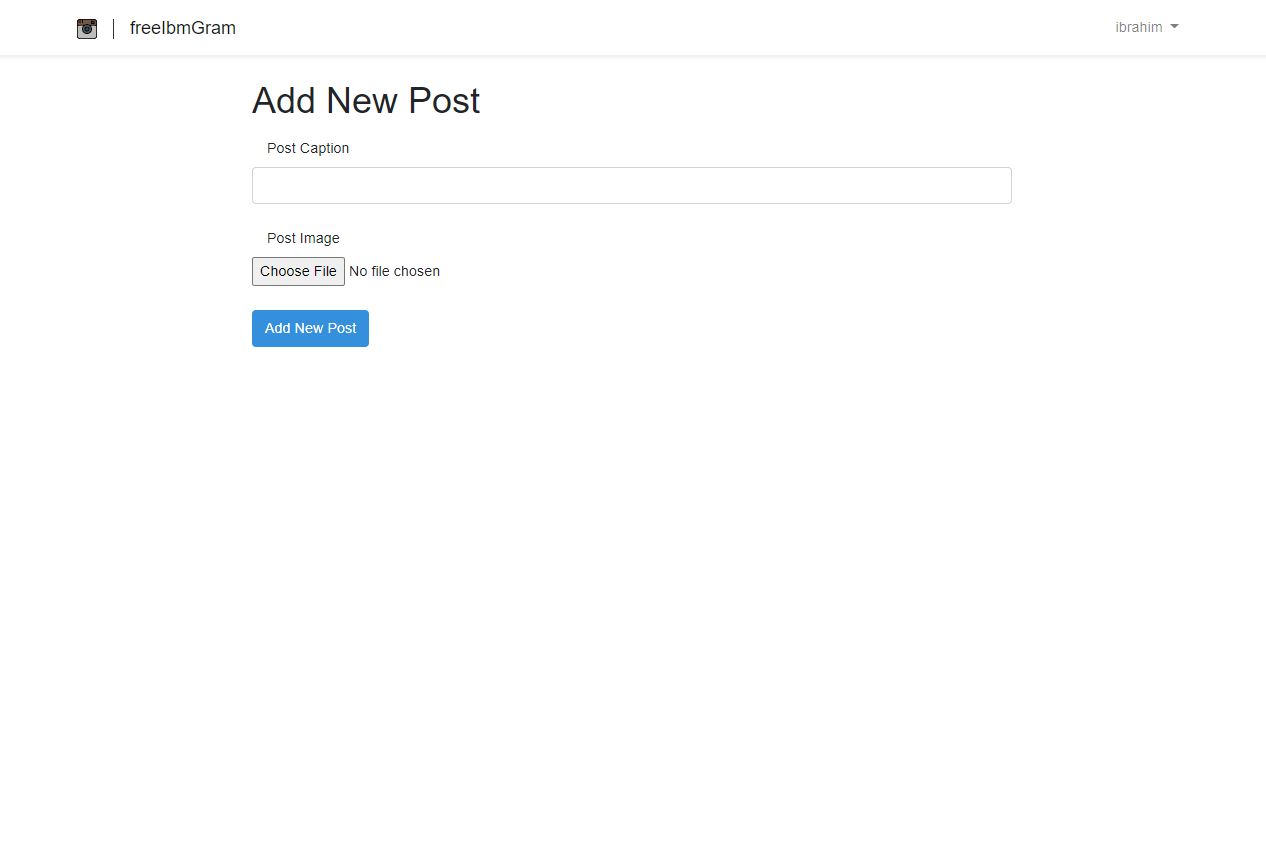 freeIbmGram
ibrahim
Add New Post
Post Caption
Post Image
Choose File No file chosen
Add New Post